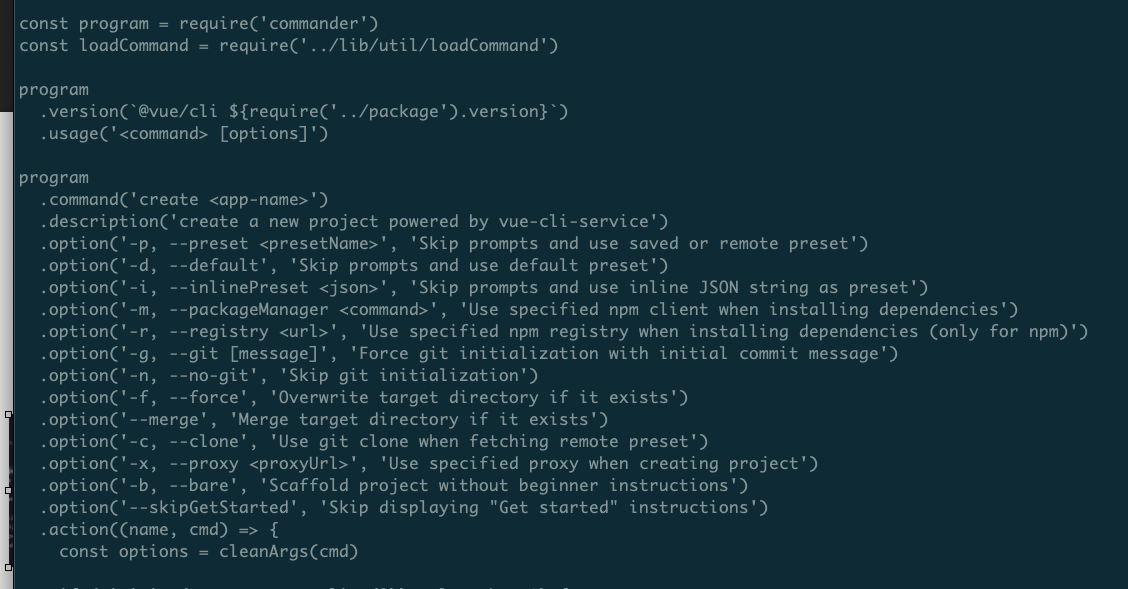 const program = require('commander')
const loadCommand = require('../lib/util/loadCommand')
program
.version(`@vue/cli ${require('../package').version}`)
.usage('<command> [options]')
program
.command('create <app-name>')
.description('create a new project powered by vue-cli-service')
.option('-p, --preset <presetName>', 'Skip prompts and use saved or remote preset')
.option('-d, --default', 'Skip prompts and use default preset')
.option('-i, --inlinePreset <json>', 'Skip prompts and use inline JSON string as preset')
.option('-m, --packageManager <command>', 'Use specified npm client when installing dependencies')
.option('-r, --registry <url>', 'Use specified npm registry when installing dependencies (only for npm)')
.option('-g, --git [message]', 'Force git initialization with initial commit message')
.option('-n, --no-git', 'Skip git initialization')
.option('-f, --force', 'Overwrite target directory if it exists')
.option('--merge', 'Merge target directory if it exists')
.option('-c, --clone', 'Use git clone when fetching remote preset')
.option('-x, --proxy <proxyUrl>', 'Use specified proxy when creating project')
.option('-b, --bare', 'Scaffold project without beginner instructions')
.option('--skipGetStarted', 'Skip displaying "Get started" instructions')
.action((name, cmd) => {
const options = cleanArgs(cmd)